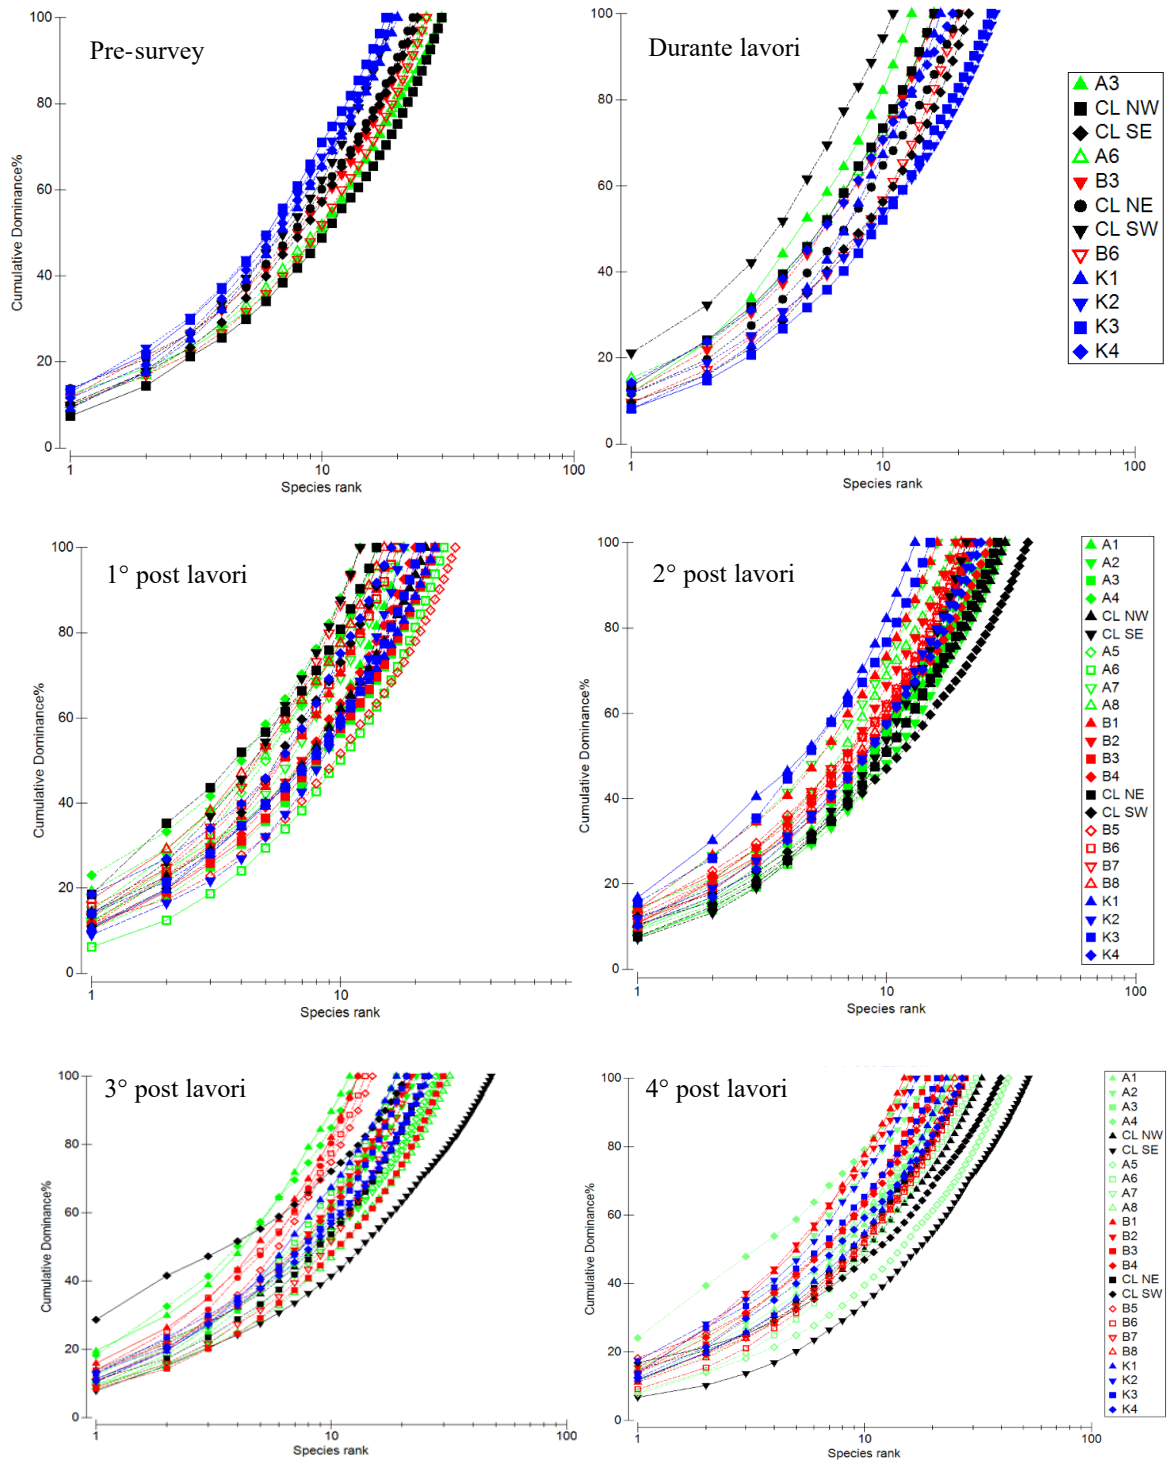 Pre-survey
100
80
60
40
20
0
Cumulative Dominance%
1
10
100
Species rank
Durante lavori
100
80
60
40
20
0
Cumulative Dominance%
1
10
100
Species rank
A3
CL NW
CL SE
A6
B3
CL NE
CL SW
B6
K1
K2
K3
K4
1° post lavori
100
80
60
40
20
0
Cumulative Dominance%
1
10
Species rank
2° post lavori
100
80
60
40
20
0
Cumulative Dominance%
1
10
100
Species rank
A1
A2
A3
A4
CL NW
CL SE
A5
A6
A7
A8
B1
B2
B3
B4
CL NE
CL SW
B5
B6
B7
B8
K1
K2
K3
K4
3° post lavori
100
80
60
40
20
0
Cumulative Dominance%
1
10
100
Species rank
4° post lavori
100
80
60
40
20
0
Cumulative Dominance%
1
10
100
Species rank
A1
A2
A3
A4
CL NW
CL SE
A5
A6
A7
A8
B1
B2
B3
B4
CL NE
CL SW
B5
B6
B7
B8
K1
K2
K3
K4